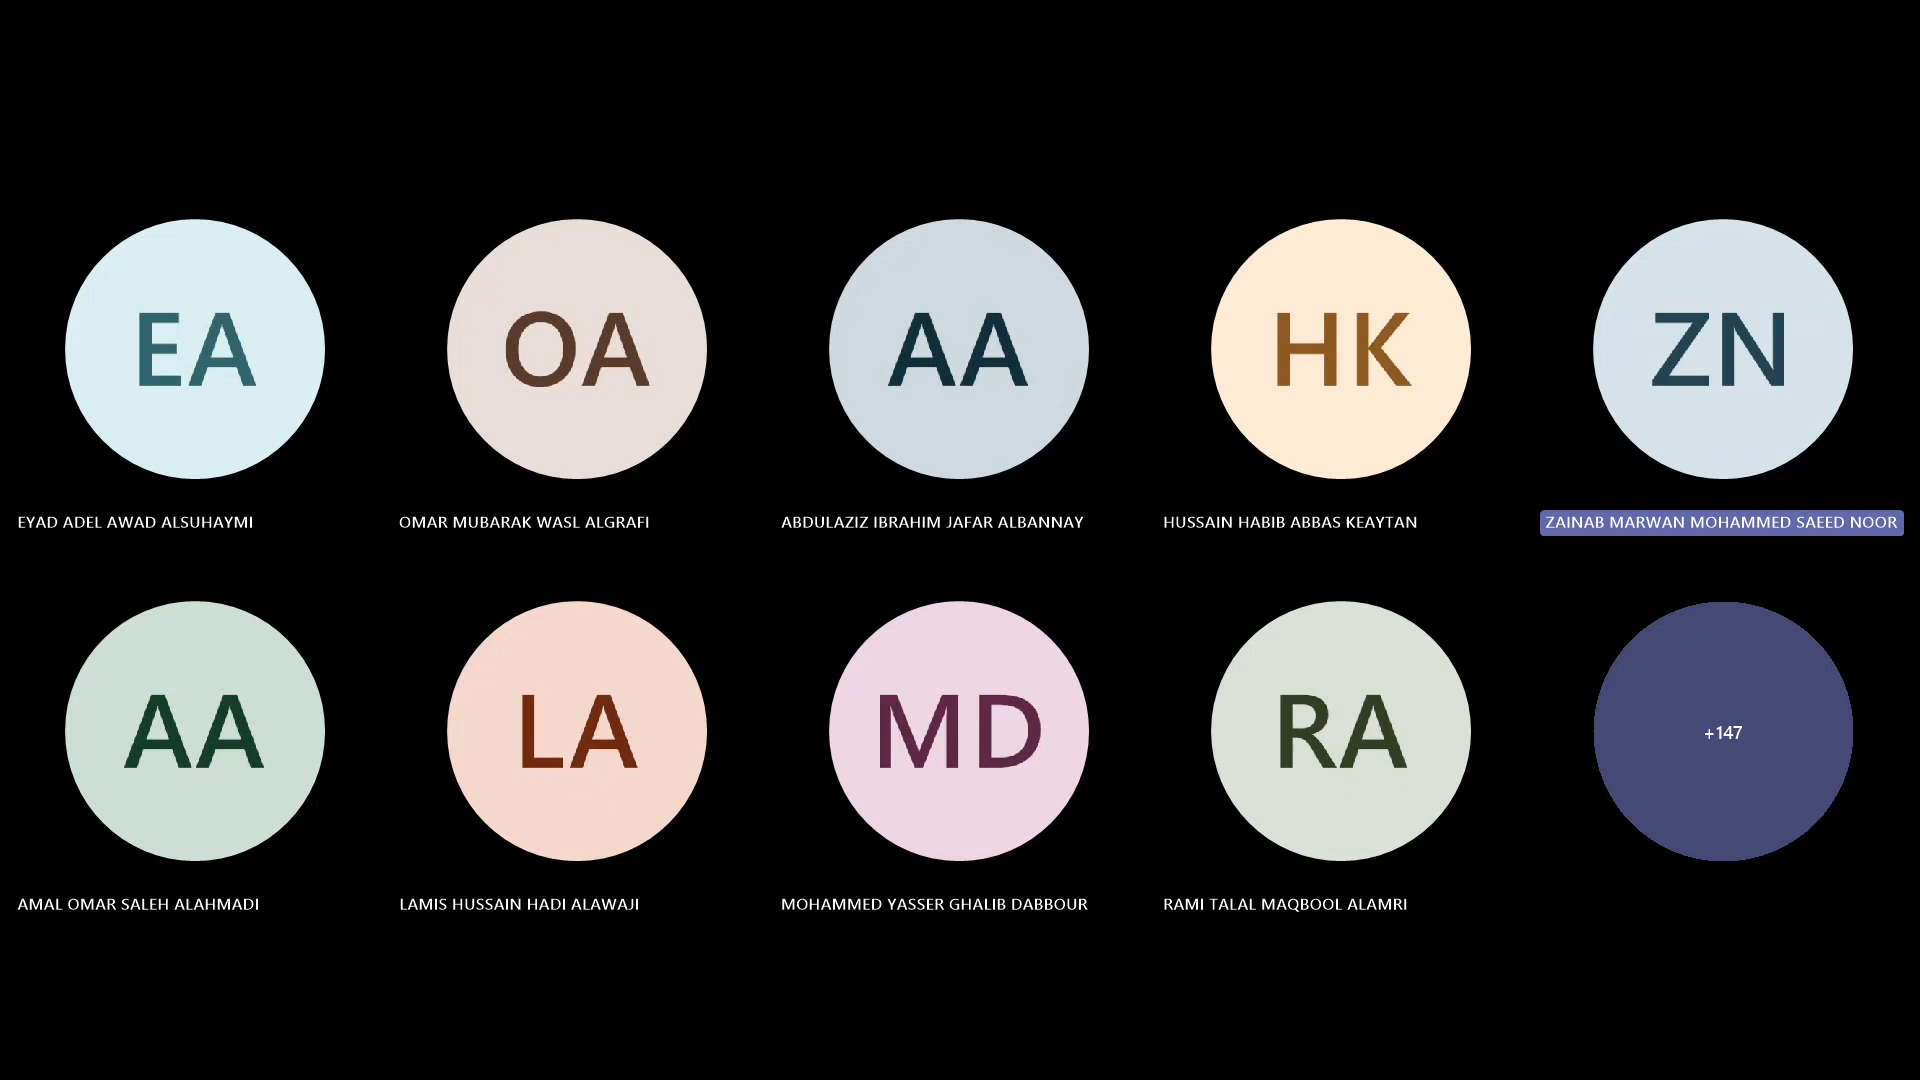 EA
OA
AA
HK
ZN
EYAD ADEL AWAD ALSUHAYMI
OMAR MUBARAK WASL ALGRAFI
ABDULAZIZ IBRAHIM JAFAR ALBANNAY
HUSSAIN HABIB ABBAS KEAYTAN
ZAINAB MARWAN MOHAMMED SAEED NOOR
AA
LA
MD
RA
+147
AMAL OMAR SALEH ALAHMADI
LAMIS HUSSAIN HADI ALAWAJI
MOHAMMED YASSER GHALIB DABBOUR
RAMI TALAL MAQBOOL ALAMRI